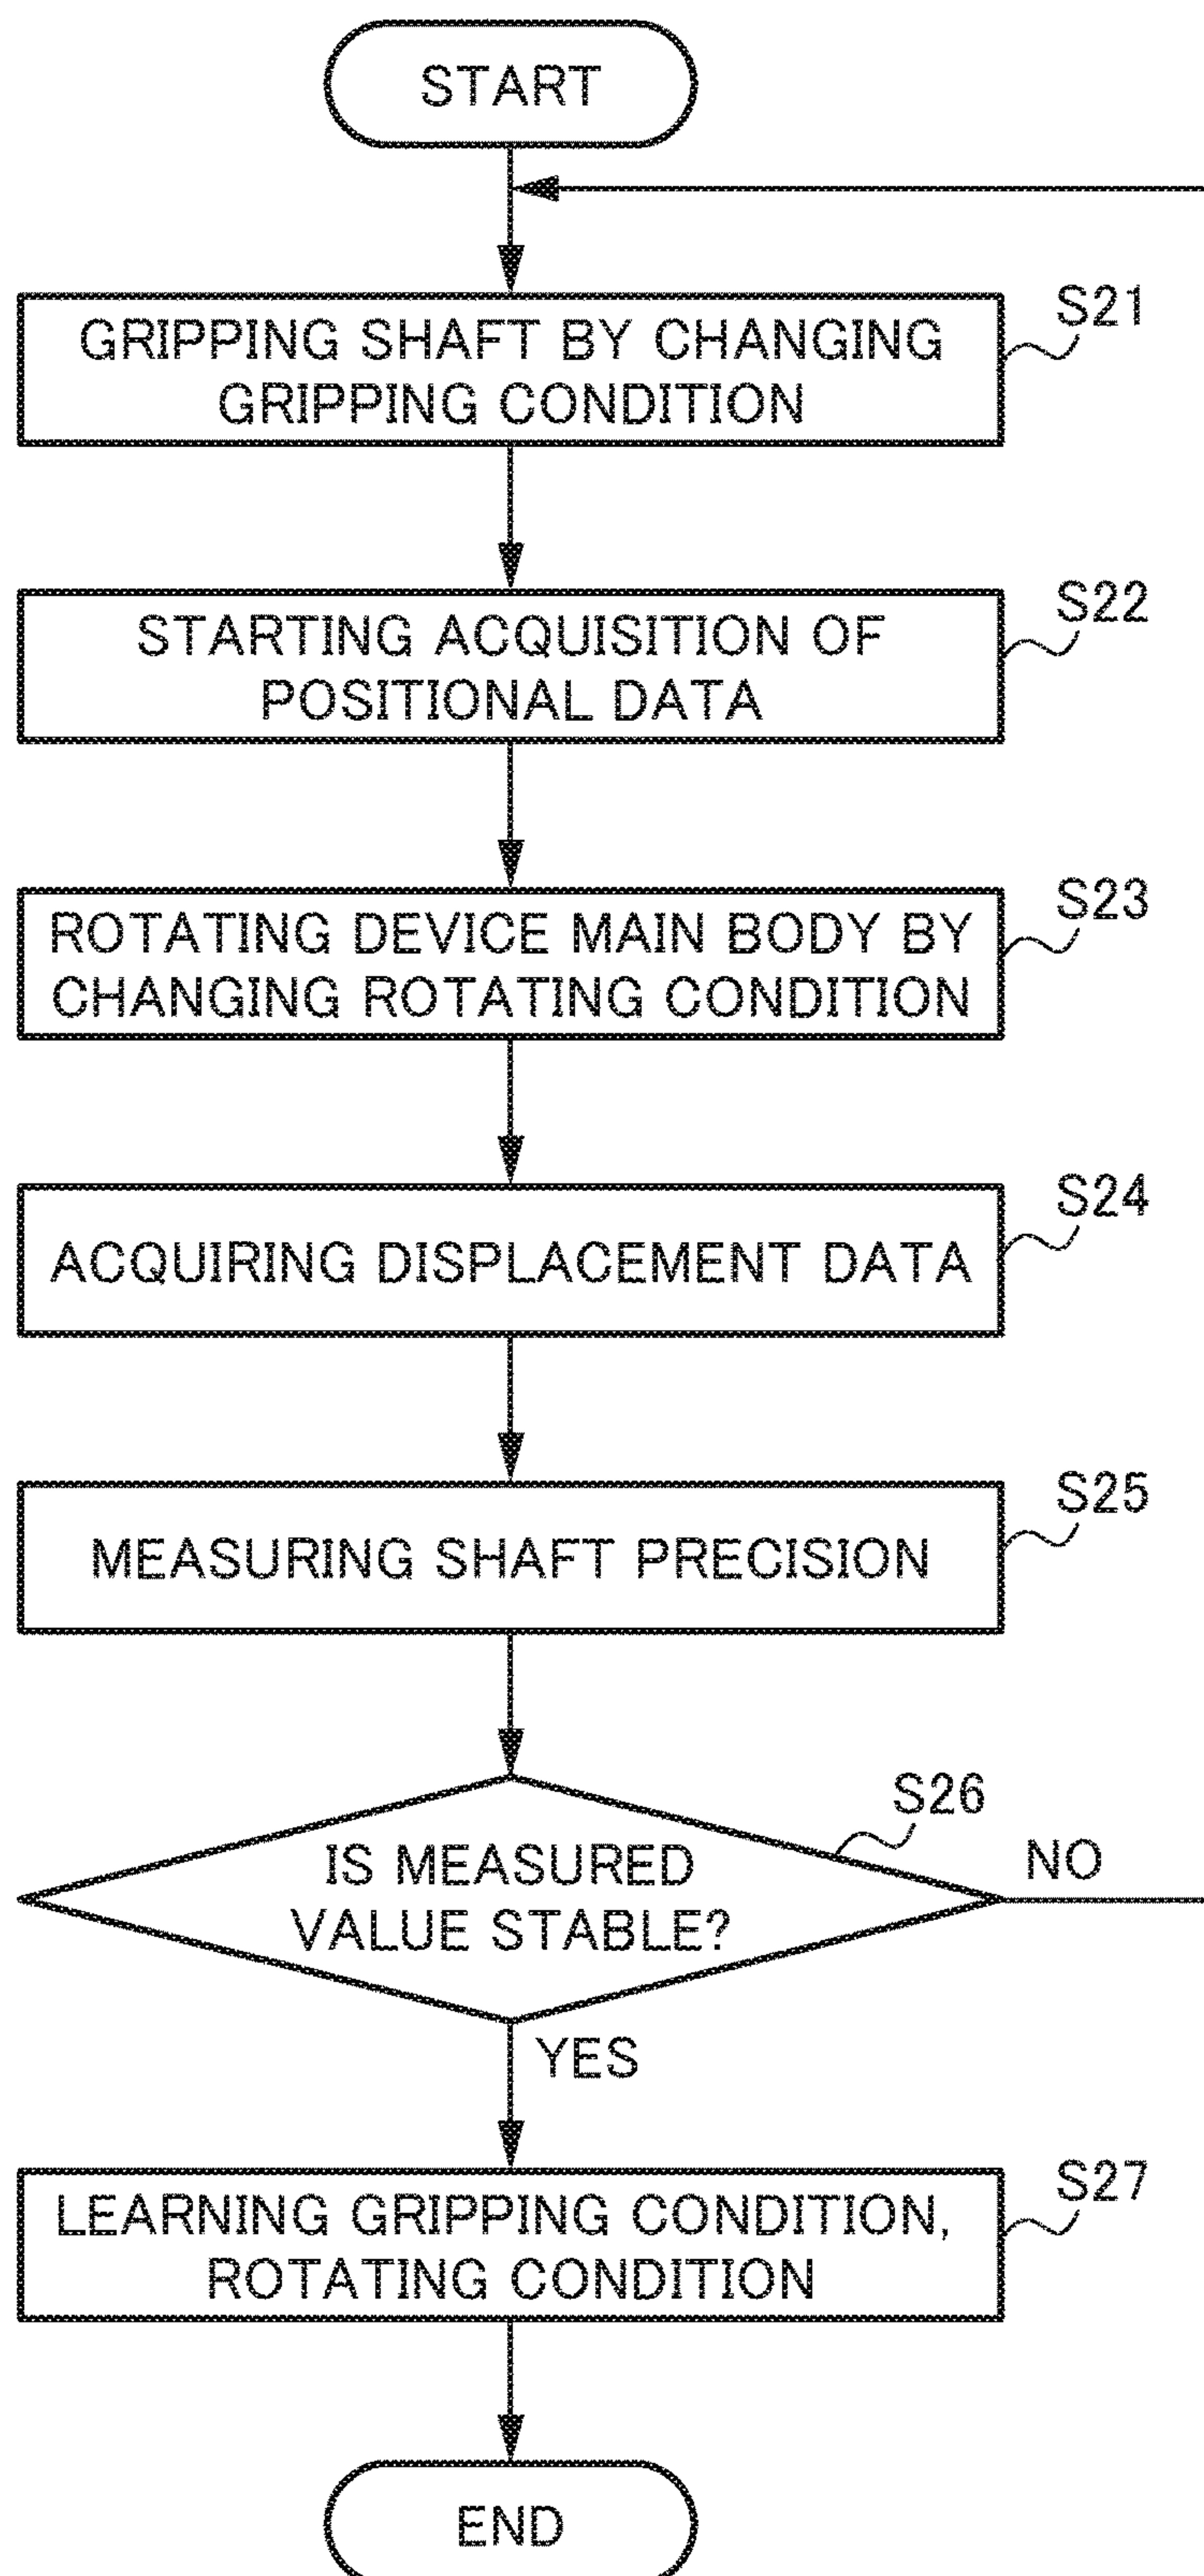 START
GRIPPING SHAFT BY CHANGING
GRIPPING CONDITION
S21
STARTING ACQUISITION OF
POSITIONAL DATA
S22
ROTATING DEVICE MAIN BODY BY
CHANGING ROTATING CONDITION
S23
ACQUIRING DISPLACEMENT DATA
S24
MEASURING SHAFT PRECISION
S25
IS MEASURED
VALUE STABLE?
S26
NO
YES
LEARNING GRIPPING CONDITION,
ROTATING CONDITION
S27
END